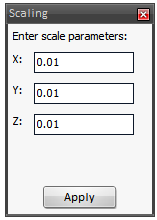 Scaling
Enter scale parameters:
X: 0.01
Y: 0.01
Z: 0.01
Apply